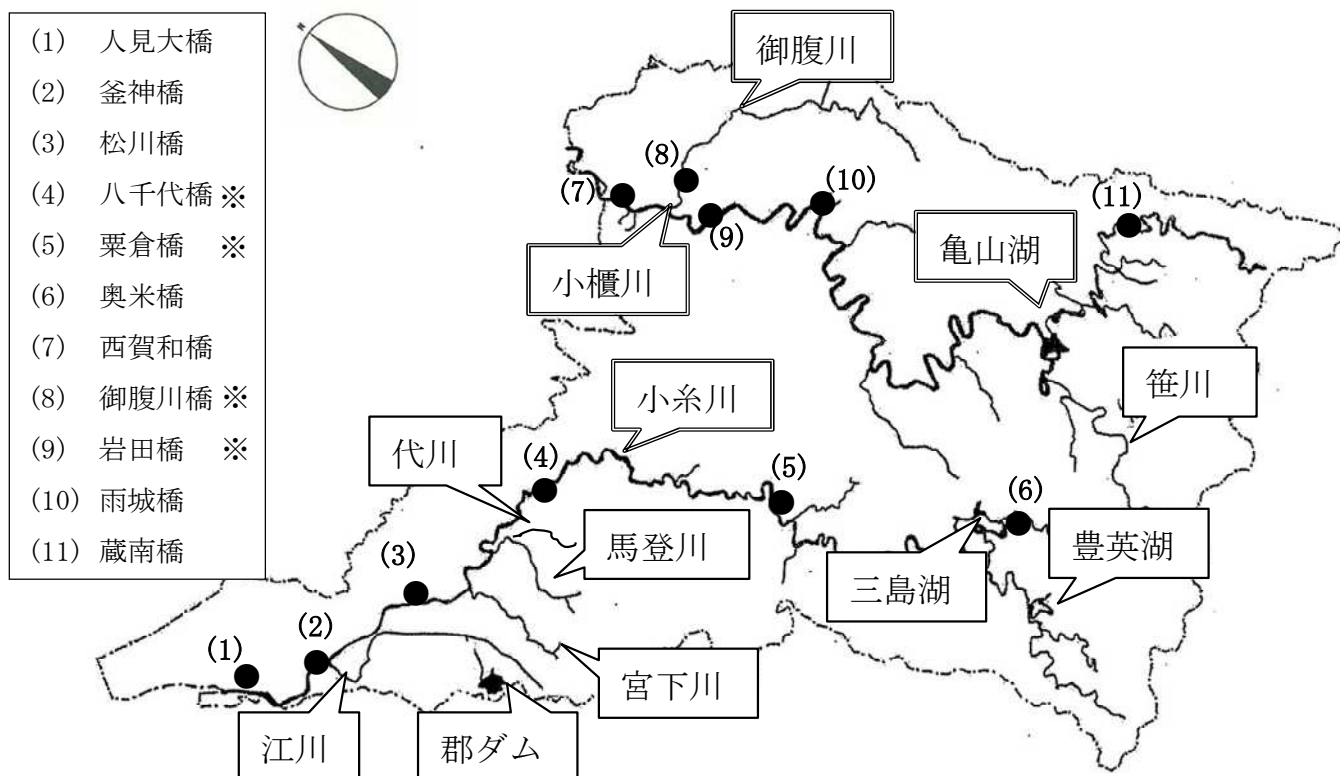 (1) 人見大橋
(2) 釜神橋
(3) 松川橋
(4) 八千代橋※
(5) 粟倉橋 ※
(6) 奥米橋
(7) 西賀和橋
(8) 御腹川橋※
(9) 岩田橋 ※
(10) 雨城橋
(11) 蔵南橋
N
御腹川
(8)
(7)
(9)
(10)
(11)
小櫃川
亀山湖
笹川
小糸川
代川
(4)
(5)
(6)
馬登川
三島湖
豊英湖
(3)
(2)
(1)
宮下川
江川
郡ダム